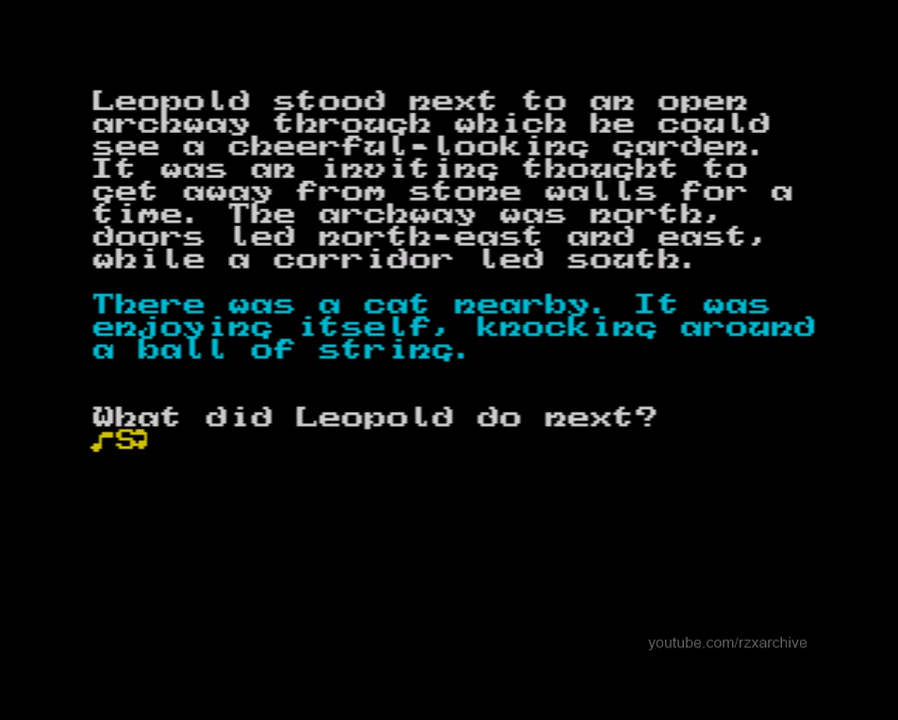 Leopold stood next to an open
archway through which he could
see a cheerful-looking garden.
It was an inviting thought to
get away from stone walls for a
time. The archway was north,
doors led north-east and east,
while a corridor led south.
There was a cat nearby. It was
enjoying itself, knocking around
a ball of string.
What did Leopold do next?
S
youtube.com/rzxarchive